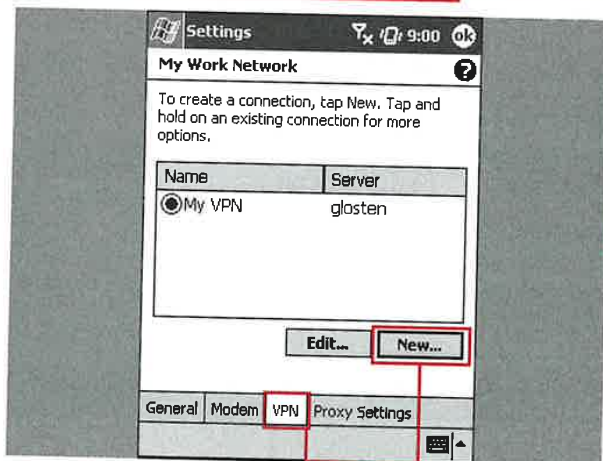 Settings 9:00 ok
My Work Network ?
To create a connection, tap New. Tap and
hold on an existing connection for more
options.
Name Server
My VPN glosten
Edit... New...
General Modem VPN Proxy Settings